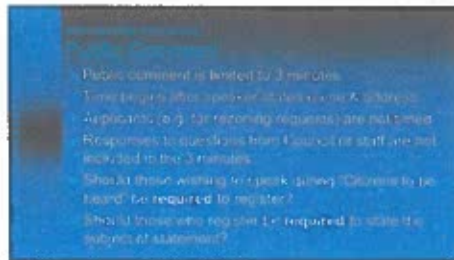 Public Comment
Public comment is limited to 3 minutes
Time begins after speaker states name & address
Applicants (e.g. for rezoning requests) are not timed
Responses to questions from Council or staff are not
included in the 3 minutes
Should those wishing to speak during "Citizens to be
heard" be required to register?
Should those who register be required to state the
subject of statement?